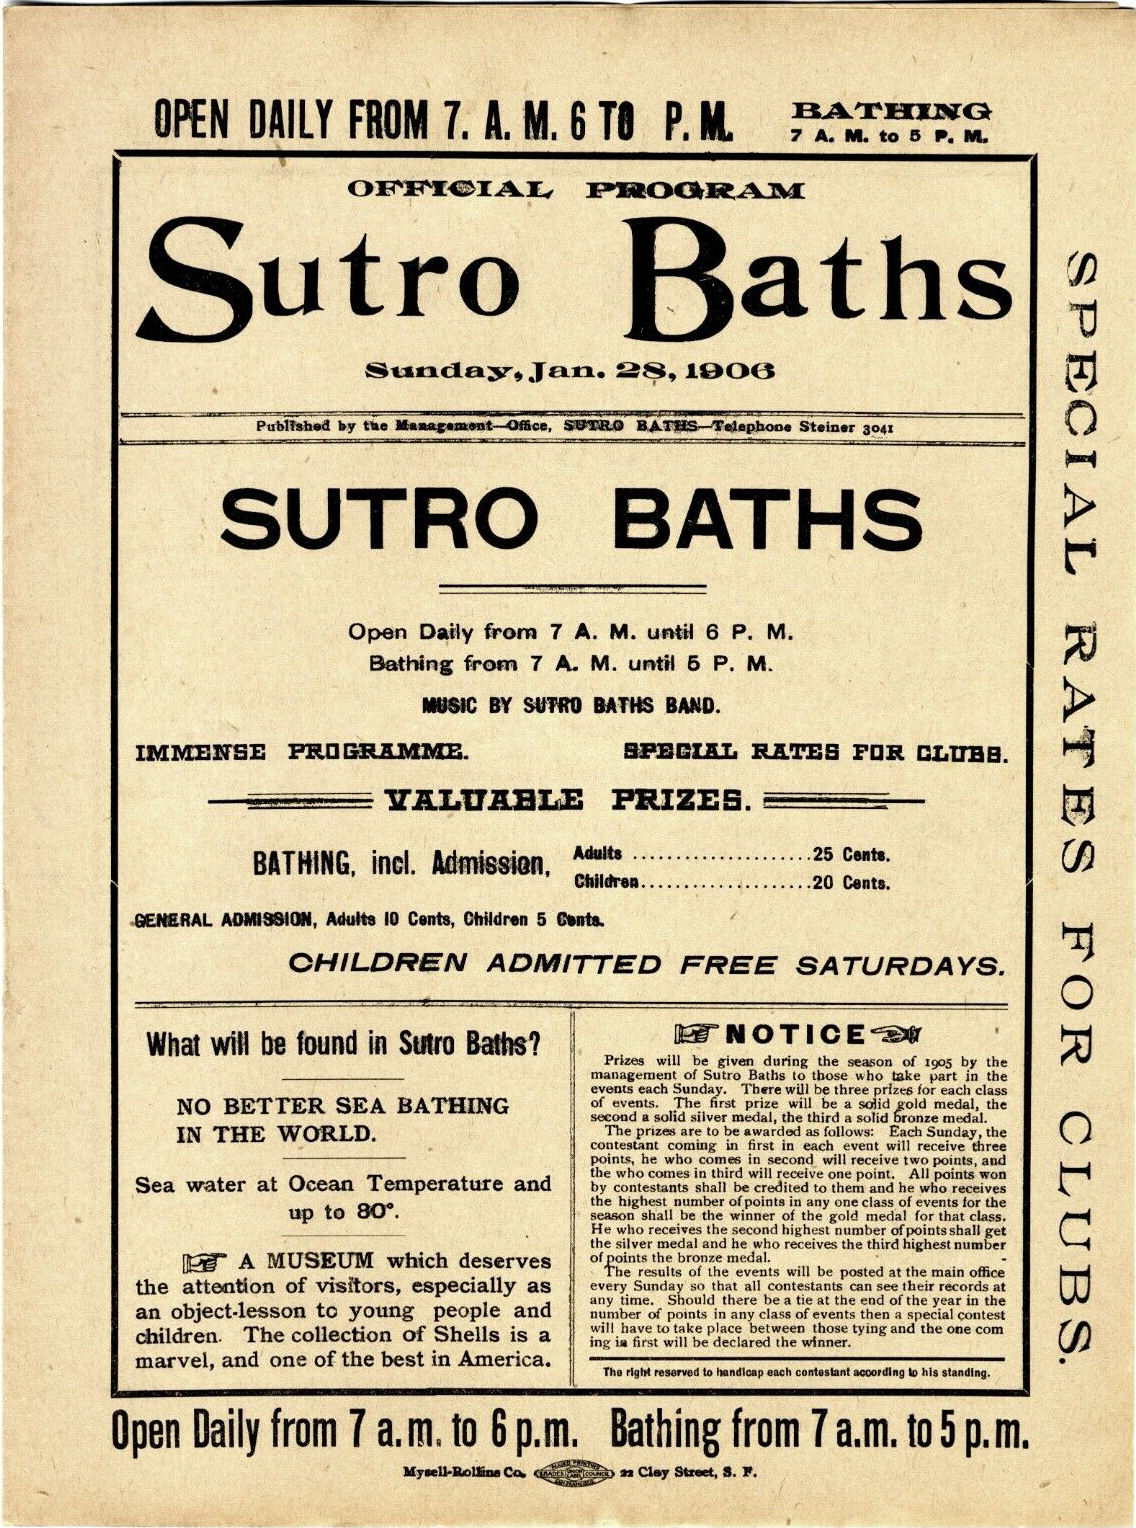 OPEN DAILY FROM 7. A. M. 6 TO P. M.
BATHING
7 A. M. to 5 P. M.
OFFICIAL PROGRAM
Sutro Baths
Sunday, Jan. 28, 1906
Published by the Management—Office, SUTRO BATHS—Telephone Steiner 3041
SUTRO BATHS
Open Daily from 7 A. M. until 6 P. M.
Bathing from 7 A. M. until 5 P. M.
MUSIC BY SUTRO BATHS BAND.
IMMENSE PROGRAMME. SPECIAL RATES FOR CLUBS.
VALUABLE PRIZES.
BATHING, incl. Admission,
Adults .....................25 Cents.
Children....................20 Cents.
GENERAL ADMISSION, Adults 10 Cents, Children 5 Cents.
CHILDREN ADMITTED FREE SATURDAYS.
What will be found in Sutro Baths?
NO BETTER SEA BATHING
IN THE WORLD.
Sea water at Ocean Temperature and
up to 80°.
A MUSEUM which deserves
the attention of visitors, especially as
an object-lesson to young people and
children. The collection of Shells is a
marvel, and one of the best in America.
NOTICE
Prizes will be given during the season of 1905 by the
management of Sutro Baths to those who take part in the
events each Sunday. There will be three prizes for each class
of events. The first prize will be a solid gold medal, the
second a solid silver medal, the third a solid bronze medal.
The prizes are to be awarded as follows: Each Sunday, the
contestant coming in first in each event will receive three
points, he who comes in second will receive two points, and
the who comes in third will receive one point. All points won
by contestants shall be credited to them and he who receives
the highest number of points in any one class of events for the
season shall be the winner of the gold medal for that class.
He who receives the second highest number of points shall get
the silver medal and he who receives the third highest number
of points the bronze medal.
The results of the events will be posted at the main office
every Sunday so that all contestants can see their records at
any time. Should there be a tie at the end of the year in the
number of points in any class of events then a special contest
will have to take place between those tying and the one com
ing in first will be declared the winner.
The right reserved to handicap each contestant according to his standing.
SPECIAL RATES FOR CLUBS.
Open Daily from 7 a.m. to 6 p.m. Bathing from 7 a.m. to 5 p.m.
Mysell-Rollins Co. 22 Clay Street, S. F.